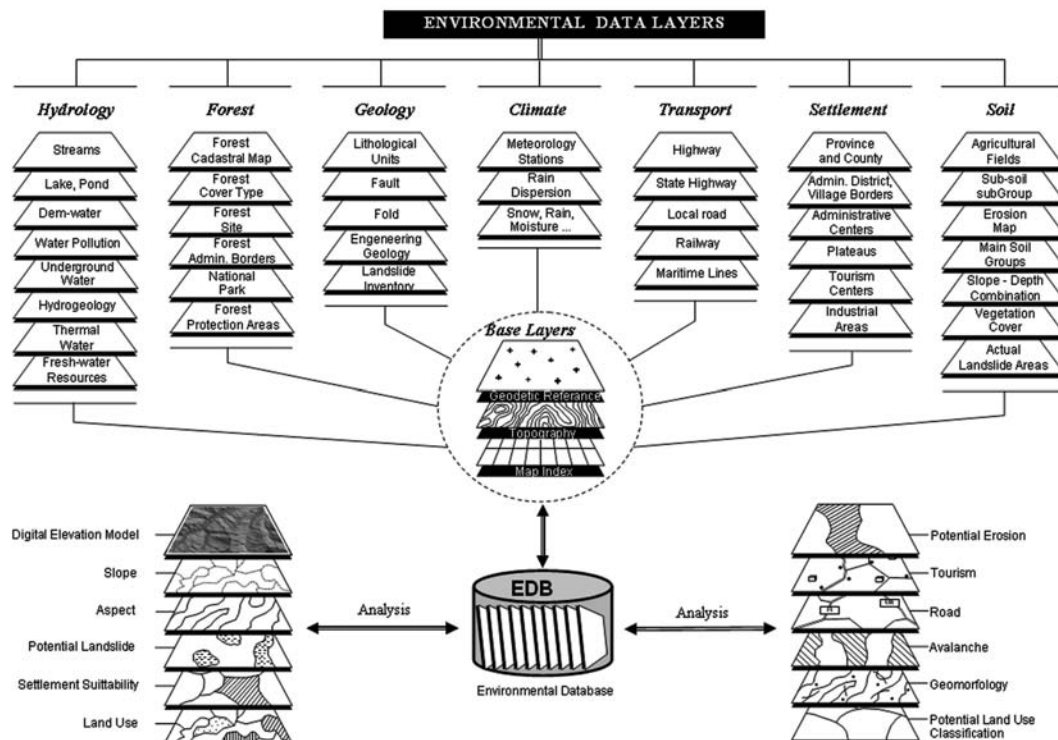 ENVIRONMENTAL DATA LAYERS
Hydrology
Streams
Lake, Pond
Dem-water
Water Pollution
Underground
Water
Hydrogeology
Thermal
Water
Fresh-water
Resources
Forest
Forest
Cadastral Map
Forest
Cover Type
Forest
Site
Forest
Admin. Borders
National
Park
Forest
Protection Areas
Geology
Lithological
Units
Fault
Fold
Engeneering
Geology
Landslide
Inventory
Climate
Meteorology
Stations
Rain
Dispersion
Snow, Rain,
Moisture ...
Transport
Highway
State Highway
Local road
Railway
Maritime Lines
Settlement
Province
and County
Admin. District,
Village Borders
Administrative
Centers
Plateaus
Tourism
Centers
Industrial
Areas
Soil
Agricultural
Fields
Sub-soil
subGroup
Erosion
Map
Main Soil
Groups
Slope - Depth
Combination
Vegetation
Cover
Actual
Landslide Areas
Base Layers
Geodetic Referance
Topography
Map Index
Digital Elevation Model
Slope
Aspect
Potential Landslide
Settlement Suittability
Land Use
Analysis
EDB
Environmental Database
Analysis
Potential Erosion
Tourism
Road
Avalanche
Geomorfology
Potential Land Use
Classification